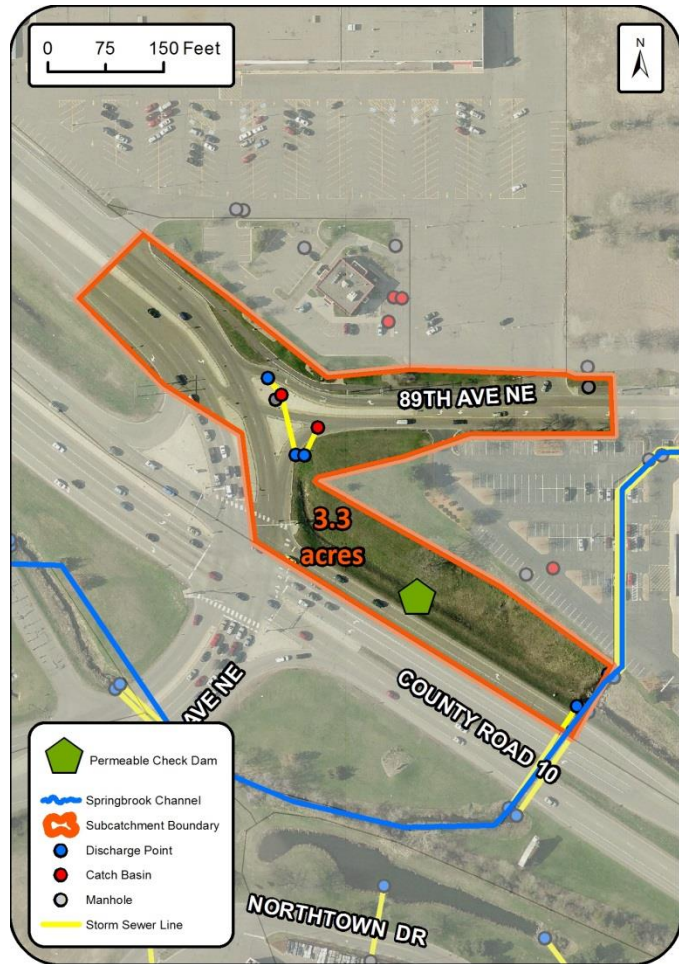 0 75 150 Feet
N
89TH AVE NE
3.3
acres
COUNTY ROAD 10
AVE NE
Permeable Check Dam
Springbrook Channel
Subcatchment Boundary
Discharge Point
Catch Basin
Manhole
Storm Sewer Line
NORTHTOWN DR